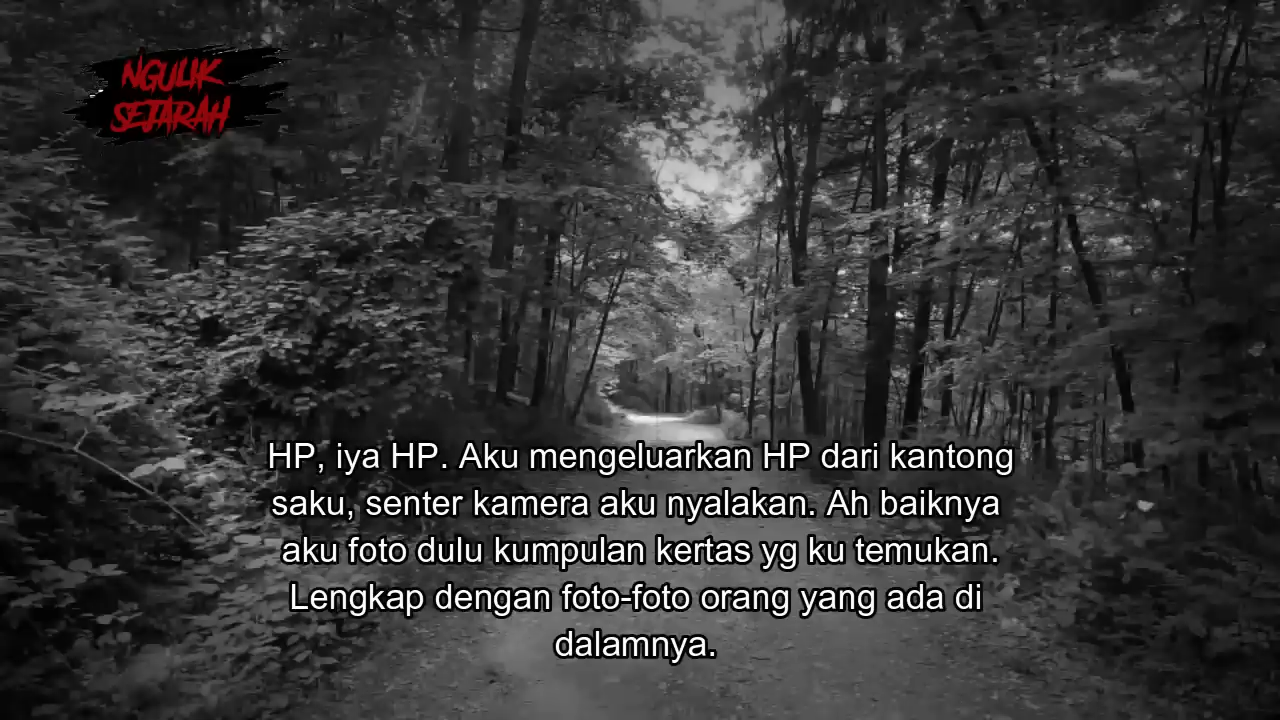 NGULIK
SEJARAH
HP, iya HP. Aku mengeluarkan HP dari kantong
saku, senter kamera aku nyalakan. Ah baiknya
aku foto dulu kumpulan kertas yg ku temukan.
Lengkap dengan foto-foto orang yang ada di
dalamnya.